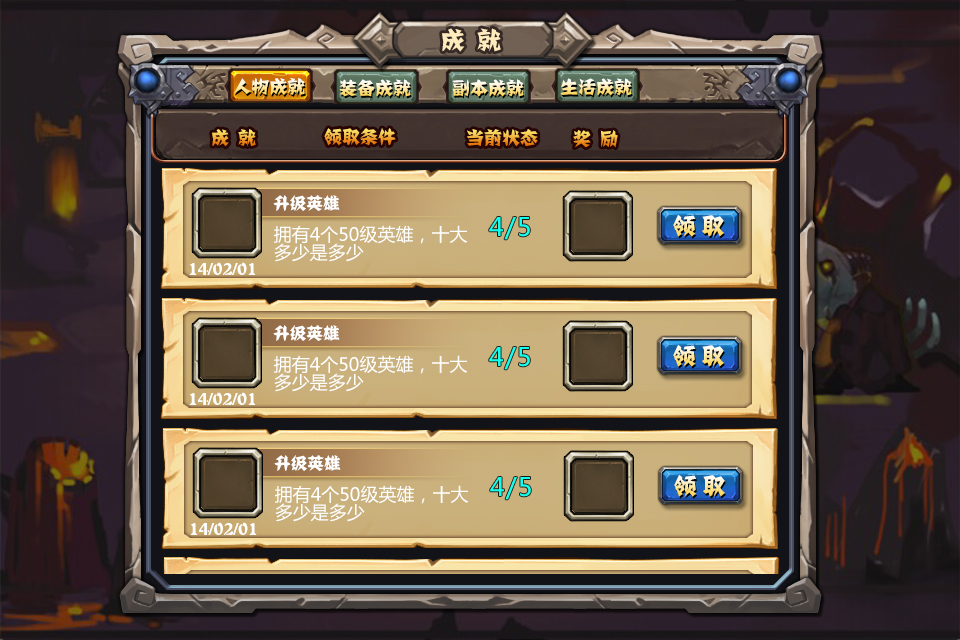 成就
人物成就 装备成就 副本成就 生活成就
成就 领取条件 当前状态 奖励
升级英雄
拥有4个50级英雄，十大
多少是多少
4/5
领取
14/02/01
升级英雄
拥有4个50级英雄，十大
多少是多少
4/5
领取
14/02/01
升级英雄
拥有4个50级英雄，十大
多少是多少
4/5
领取
14/02/01